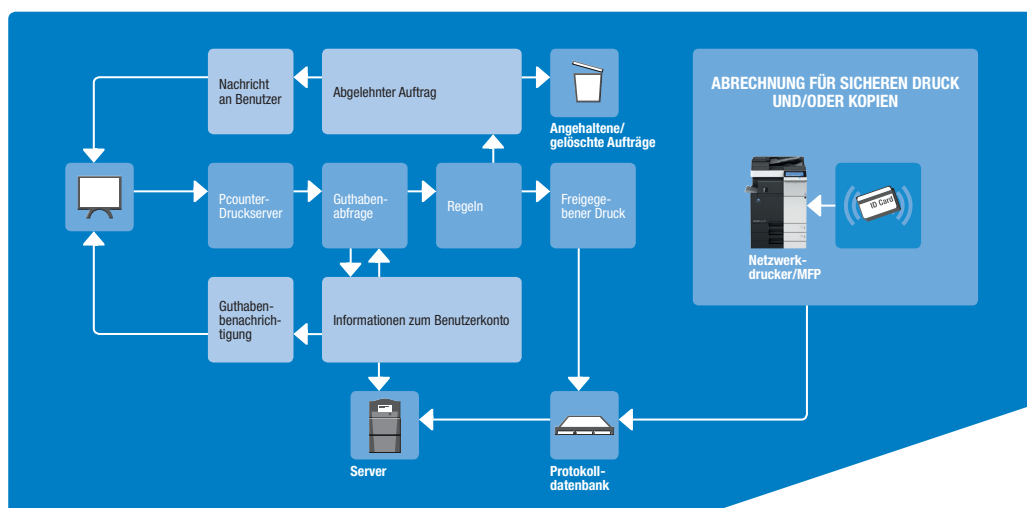 Nachricht
an Benutzer
Abgelehnter Auftrag
Angehaltene/
gelöschte Aufträge
ABRECHNUNG FÜR SICHEREN DRUCK
UND/ODER KOPIEN
Pcounter-
Druckserver
Guthaben-
abfrage
Regeln
Freigege-
bener Druck
ID Card
Netzwerk-
drucker/MFP
Guthaben-
benachrich-
tigung
Informationen zum Benutzerkonto
Server
Protokoll-
datenbank